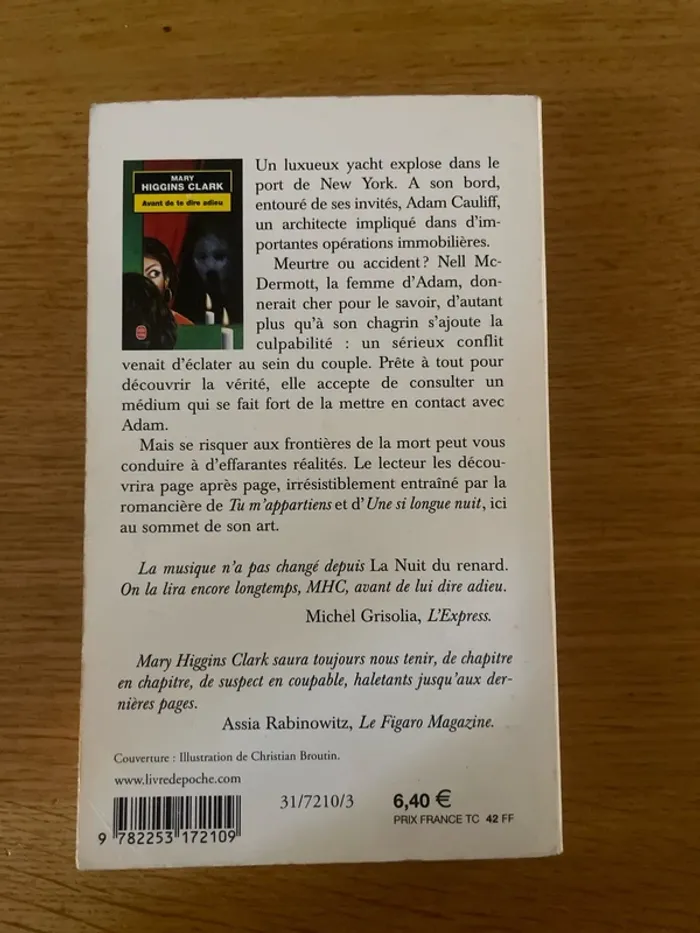 MARY
HIGGINS CLARK
Avant de te dire adieu
Un luxueux yacht explose dans le
port de New York. A son bord,
entouré de ses invités, Adam Cauliff,
un architecte impliqué dans d'im-
portantes opérations immobilières.
Meurtre ou accident ? Nell Mc-
Dermott, la femme d'Adam, don-
nerait cher pour le savoir, d'autant
plus qu'à son chagrin s'ajoute la
culpabilité : un sérieux conflit
venait d'éclater au sein du couple. Prête à tout pour
découvrir la vérité, elle accepte de consulter un
médium qui se fait fort de la mettre en contact avec
Adam.
Mais se risquer aux frontières de la mort peut vous
conduire à d'effarantes réalités. Le lecteur les décou-
vrira page après page, irrésistiblement entraîné par la
romancière de Tu m'appartiens et d'Une si longue nuit, ici
au sommet de son art.
La musique n'a pas changé depuis La Nuit du renard.
On la lira encore longtemps, MHC, avant de lui dire adieu.
Michel Grisolia, L'Express.
Mary Higgins Clark saura toujours nous tenir, de chapitre
en chapitre, de suspect en coupable, haletants jusqu'aux der-
nières pages.
Assia Rabinowitz, Le Figaro Magazine.
Couverture : Illustration de Christian Broutin.
www.livredepoche.com
31/7210/3
6,40 €
PRIX FRANCE TC 42 FF
9 782253 172109